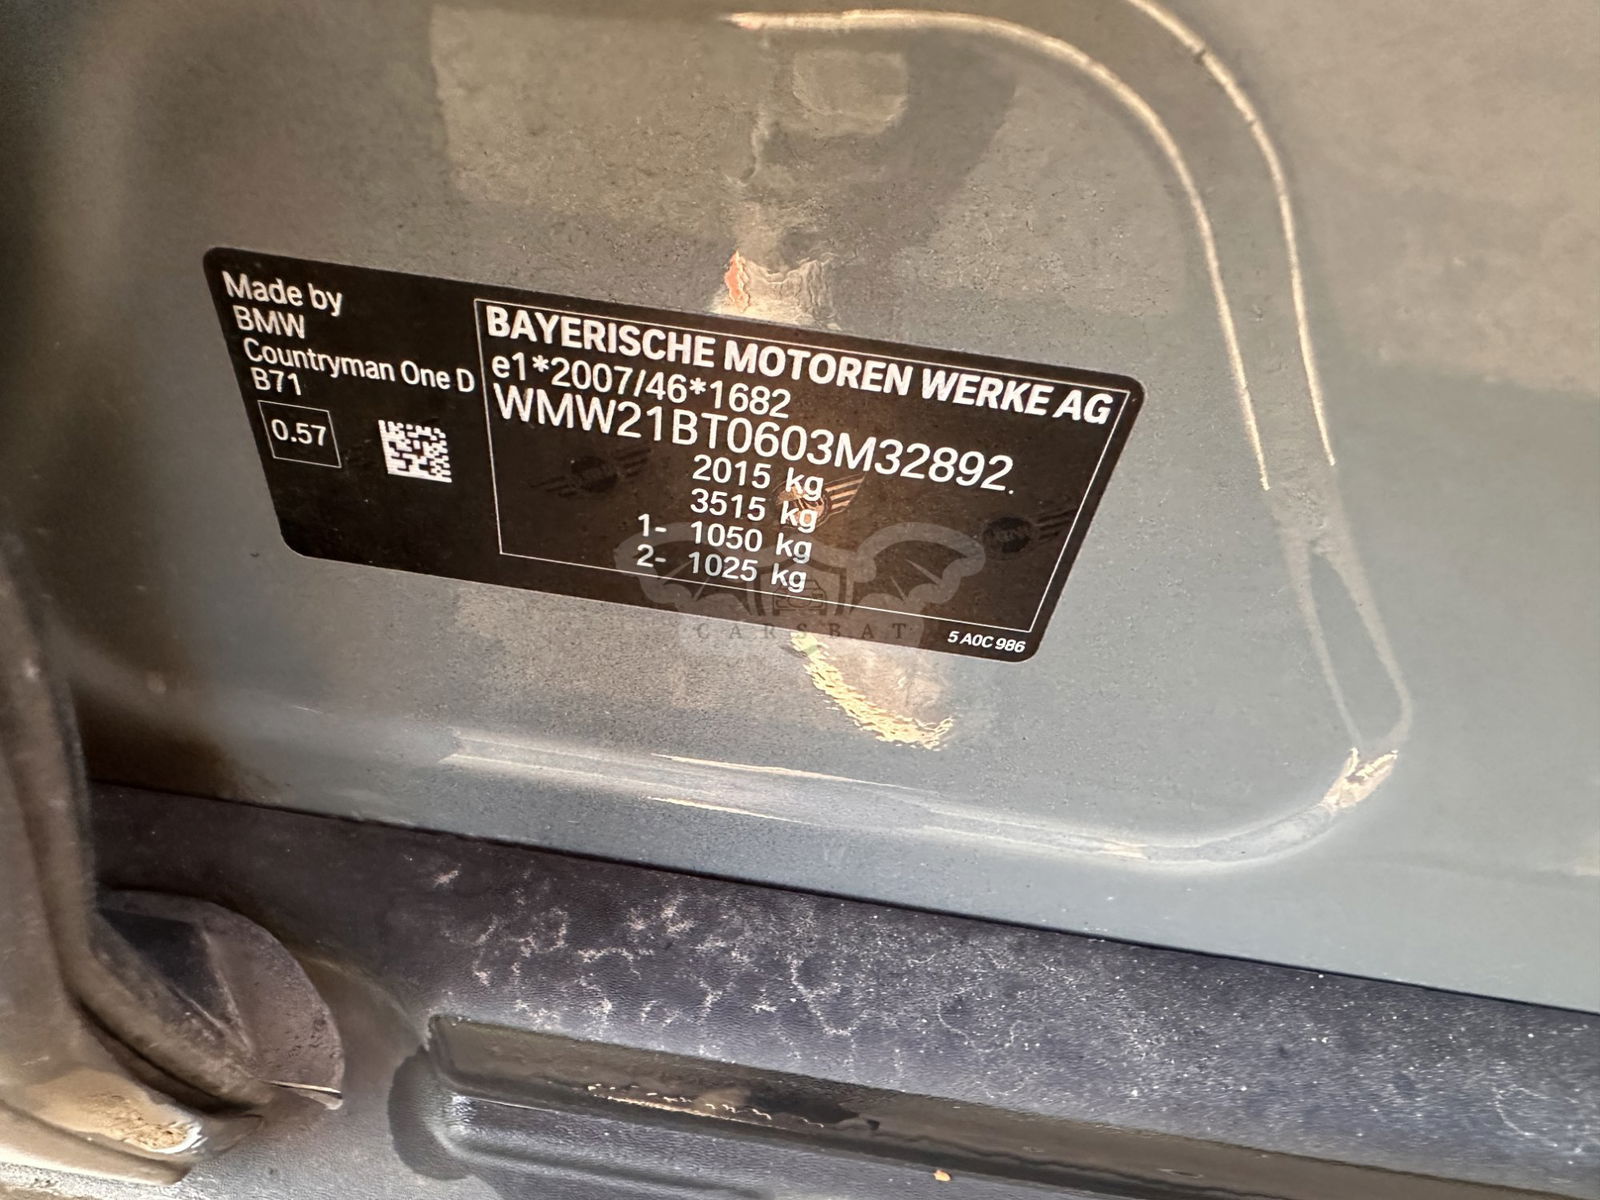 Made by
BMW
Countryman One D
B71
0.57
BAYERISCHE MOTOREN WERKE AG
e1*2007/46*1682
WMW21BT0603M32892.
2015 kg
3515 kg
1- 1050 kg
2- 1025 kg
5 A0C 986
CARSBAT